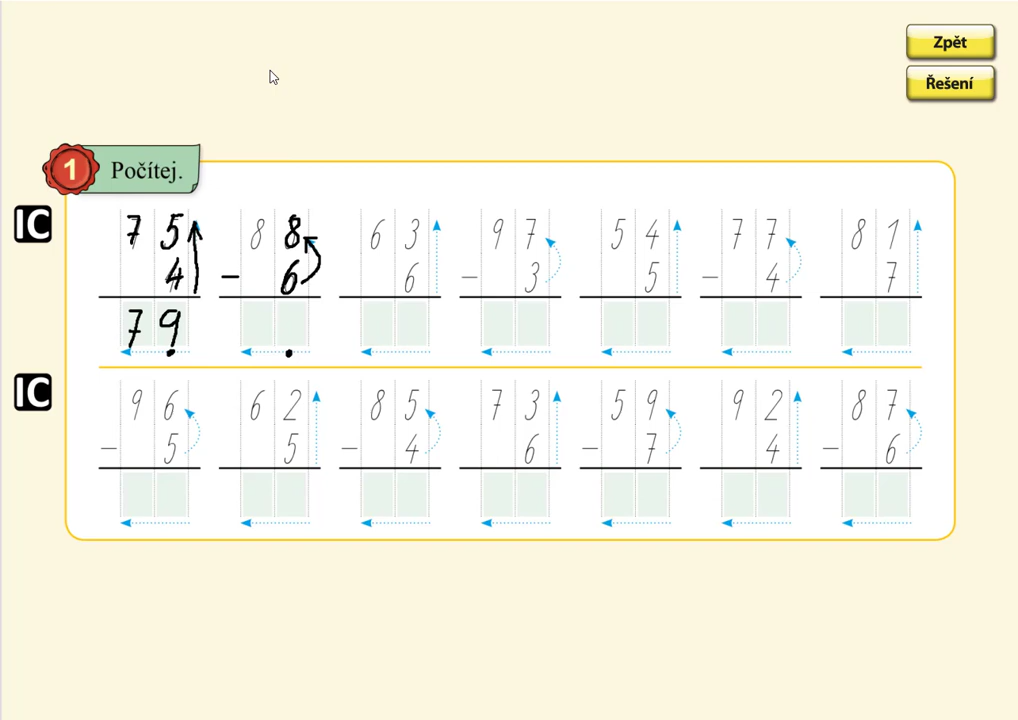 Zpět
Řešení
1 Počítej.
IC
7 5 8 8 6 3 9 7 5 4 7 7 8 1
4 − 6 6 − 3 5 − 4 7
7 9
IC
9 6 6 2 8 5 7 3 5 9 9 2 8 7
− 5 5 − 4 6 − 7 4 − 6